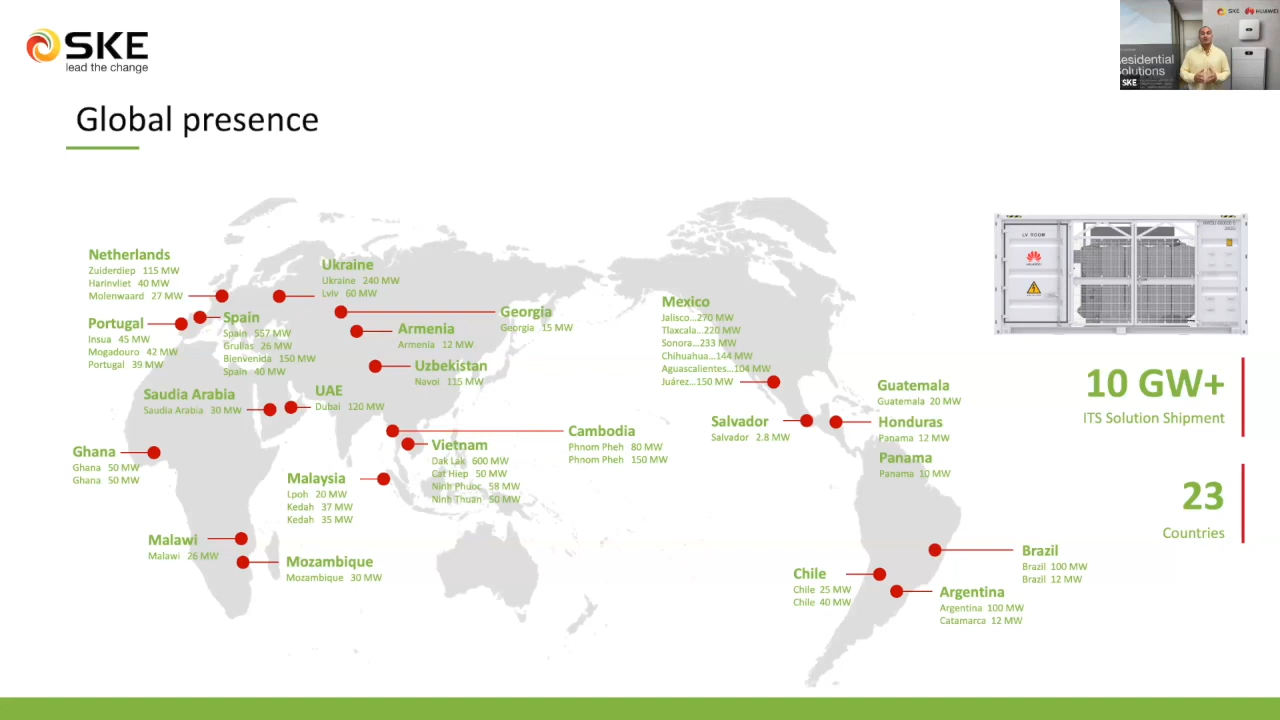 SKE
lead the change
SKE HUAWEI
esidential
olutions
SKE
Global presence
Netherlands
Zuiderdiep 115 MW
Harinvliet 40 MW
Molenwaard 27 MW
Portugal
Insua 45 MW
Mogadouro 42 MW
Portugal 39 MW
Spain
Spain 557 MW
Grullas 26 MW
Bienvenida 150 MW
Spain 40 MW
Ukraine
Ukraine 240 MW
Lviv 60 MW
Georgia
Georgia 15 MW
Armenia
Armenia 12 MW
Uzbekistan
Navoi 115 MW
Saudia Arabia
Saudia Arabia 30 MW
UAE
Dubai 120 MW
Ghana
Ghana 50 MW
Ghana 50 MW
Cambodia
Phnom Pheh 80 MW
Phnom Pheh 150 MW
Vietnam
Dak Lak 600 MW
Cat Hiep 50 MW
Ninh Phuoc 58 MW
Ninh Thuan 50 MW
Malaysia
Lpoh 20 MW
Kedah 37 MW
Kedah 35 MW
Malawi
Malawi 26 MW
Mozambique
Mozambique 30 MW
Mexico
Jalisco...270 MW
Tlaxcala...220 MW
Sonora...233 MW
Chihuahua...144 MW
Aguascalientes...104 MW
Juárez...150 MW
Salvador
Salvador 2.8 MW
Guatemala
Guatemala 20 MW
Honduras
Panama 12 MW
Panama
Panama 10 MW
Brazil
Brazil 100 MW
Brazil 12 MW
Chile
Chile 25 MW
Chile 40 MW
Argentina
Argentina 100 MW
Catamarca 12 MW
LV ROOM
HUAWEI
10 GW+
ITS Solution Shipment
23
Countries